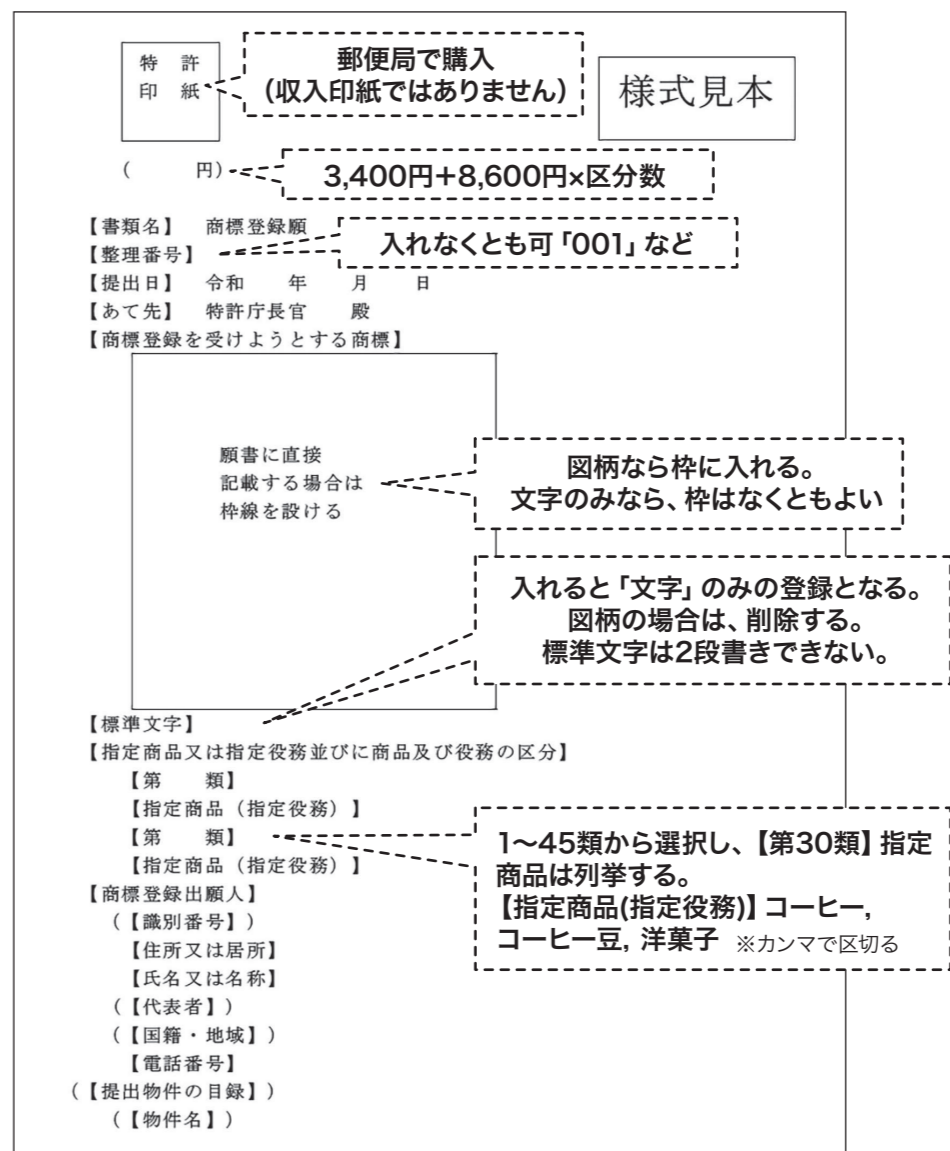 特　許
印　紙
郵便局で購入
(収入印紙ではありません)
様式見本
(　　　円)
3,400円+8,600円×区分数
【書類名】　商標登録願
【整理番号】
入れなくとも可「001」など
【提出日】　令和　　年　　月　　日
【あて先】　特許庁長官　　殿
【商標登録を受けようとする商標】
願書に直接
記載する場合は
枠線を設ける
図柄なら枠に入れる。
文字のみなら、枠はなくともよい
入れると「文字」のみの登録となる。
図柄の場合は、削除する。
標準文字は2段書きできない。
【標準文字】
【指定商品又は指定役務並びに商品及び役務の区分】
【第　　類】
【指定商品（指定役務）】
【第　　類】
【指定商品（指定役務）】
1〜45類から選択し、【第30類】指定
商品は列挙する。
【指定商品(指定役務)】コーヒー,
コーヒー豆, 洋菓子　※カンマで区切る
【商標登録出願人】
(【識別番号】)
【住所又は居所】
【氏名又は名称】
(【代表者】)
(【国籍・地域】)
【電話番号】
(【提出物件の目録】)
(【物件名】)